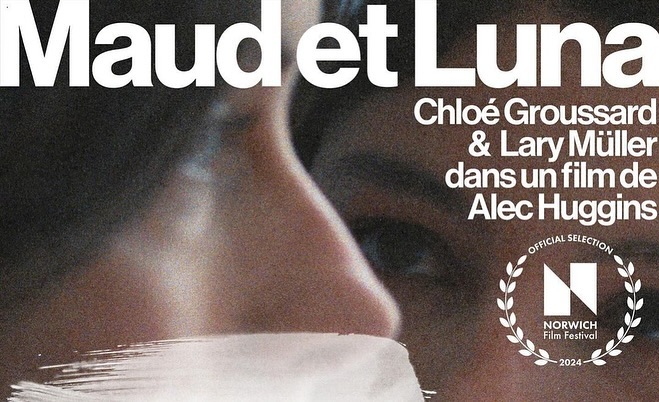 Maud et Luna
Chloé Groussard
& Lary Müller
dans un film de
Alec Huggins
OFFICIAL SELECTION
NORWICH
Film Festival
2024